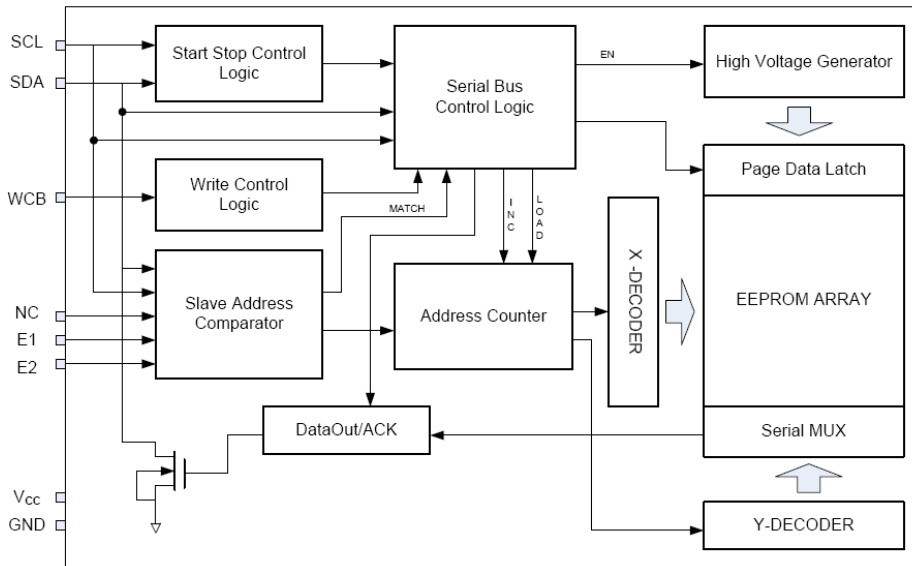 SCL
SDA
WCB
NC
E1
E2
Vcc
GND
Start Stop Control
Logic
Write Control
Logic
Slave Address
Comparator
Serial Bus
Control Logic
MATCH
INC
LOAD
EN
Address Counter
DataOut/ACK
X -DECODER
High Voltage Generator
Page Data Latch
EEPROM ARRAY
Serial MUX
Y-DECODER